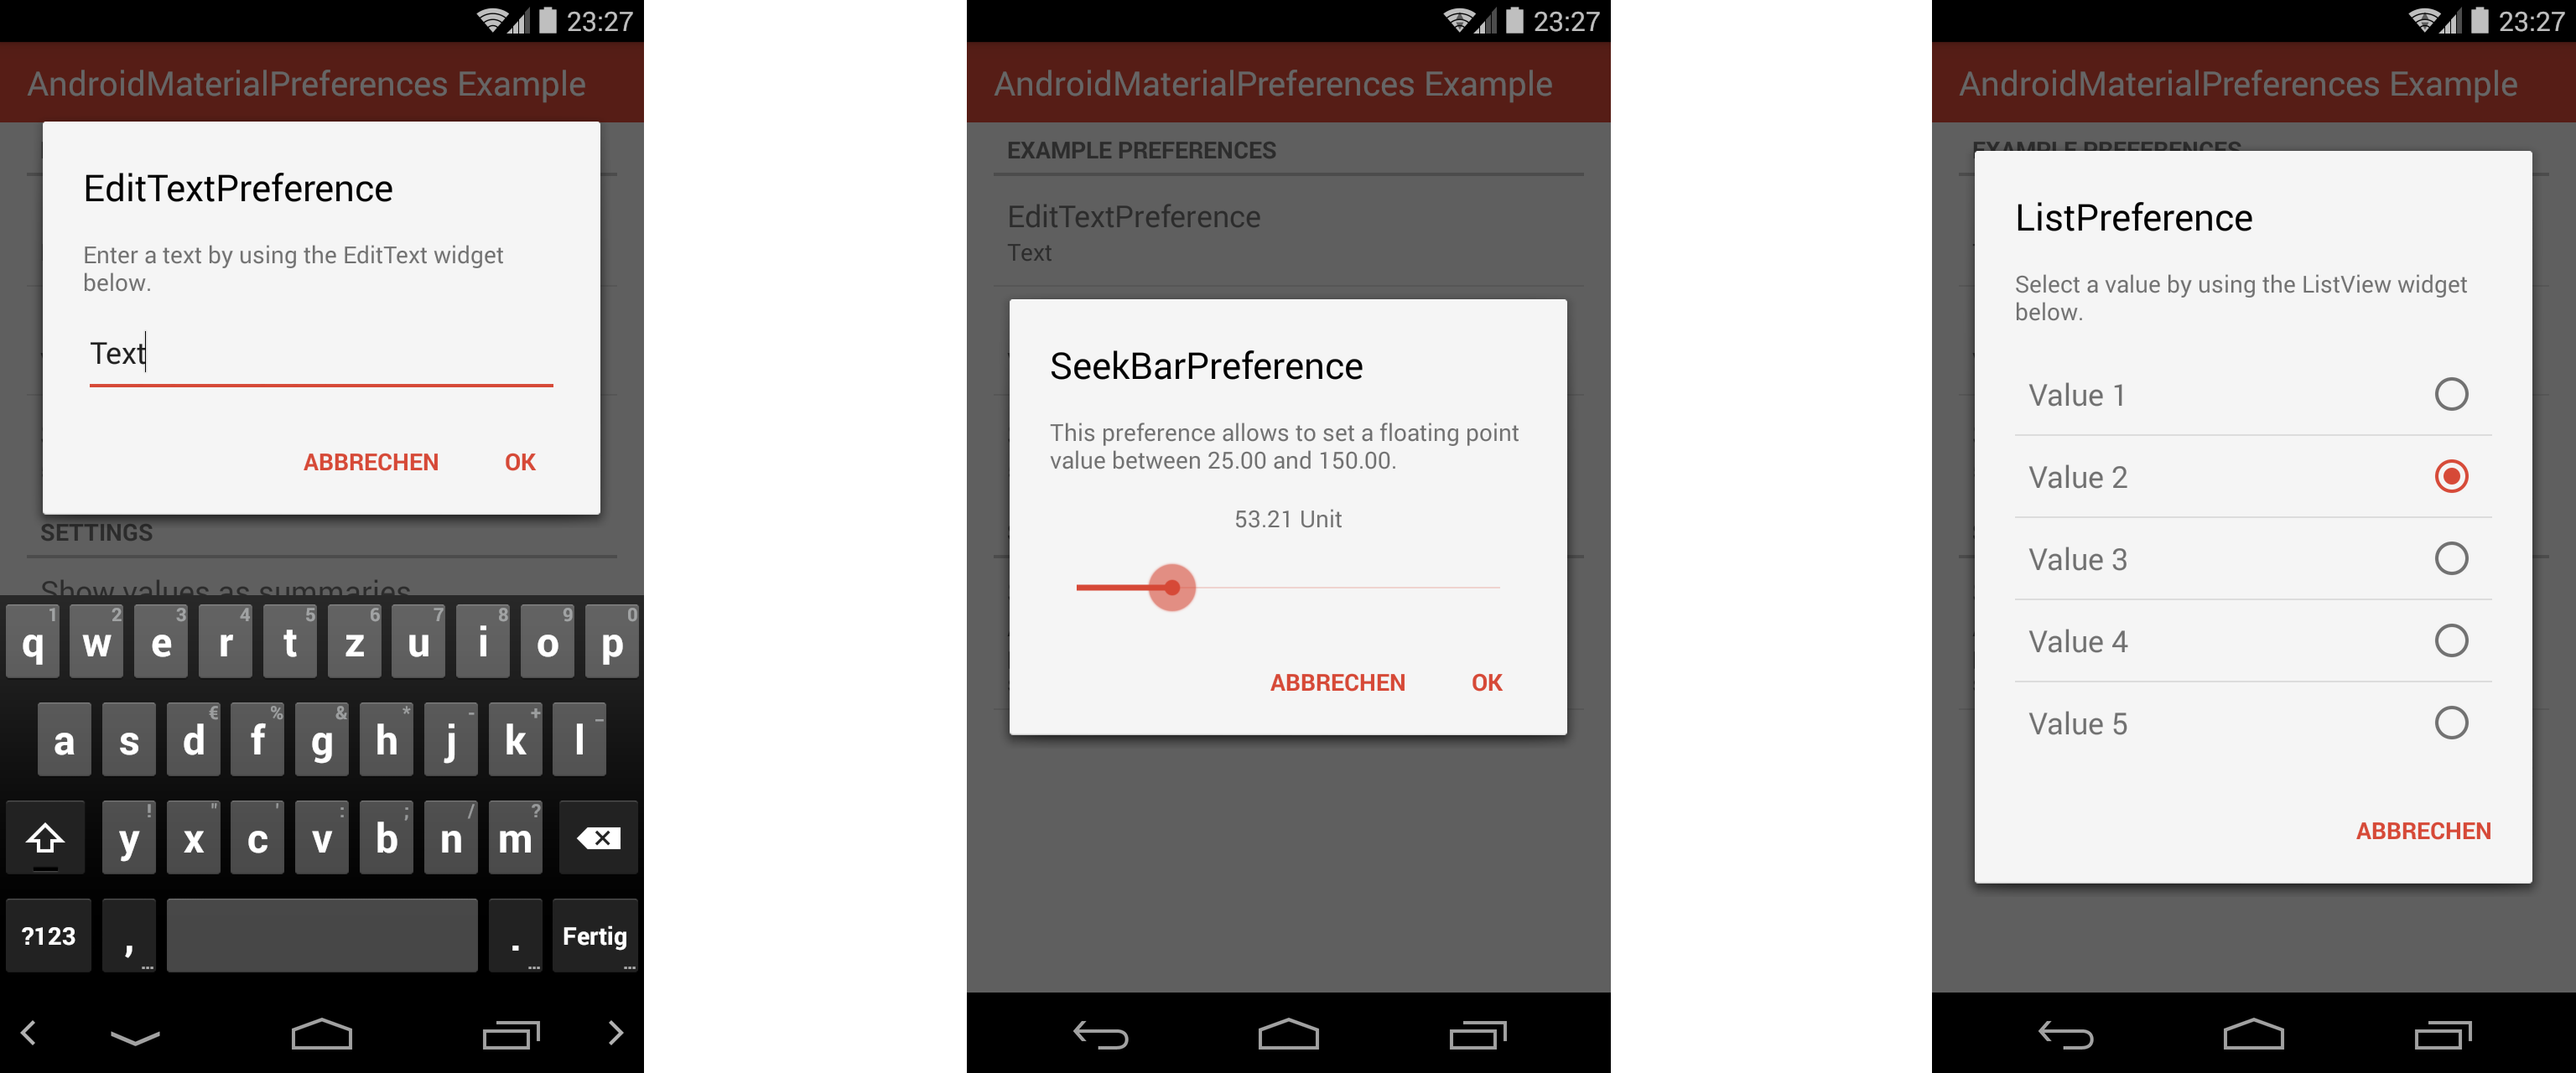 23:27
AndroidMaterialPreferences Example
EditTextPreference
Enter a text by using the EditText widget
below.
Text
ABBRECHEN OK
SETTINGS
Show values as summaries
1 2 3 4 5 6 7 8 9 0
q w e r t z u i o p
€ % & * - + _
a s d f g h j k l
! " ' : ; / ?
y x c v b n m
?123 , ... . ... Fertig ...
23:27
AndroidMaterialPreferences Example
EXAMPLE PREFERENCES
EditTextPreference
Text
SeekBarPreference
This preference allows to set a floating point
value between 25.00 and 150.00.
53.21 Unit
ABBRECHEN OK
23:27
AndroidMaterialPreferences Example
EXAMPLE PREFERENCES
ListPreference
Select a value by using the ListView widget
below.
Value 1
Value 2
Value 3
Value 4
Value 5
ABBRECHEN